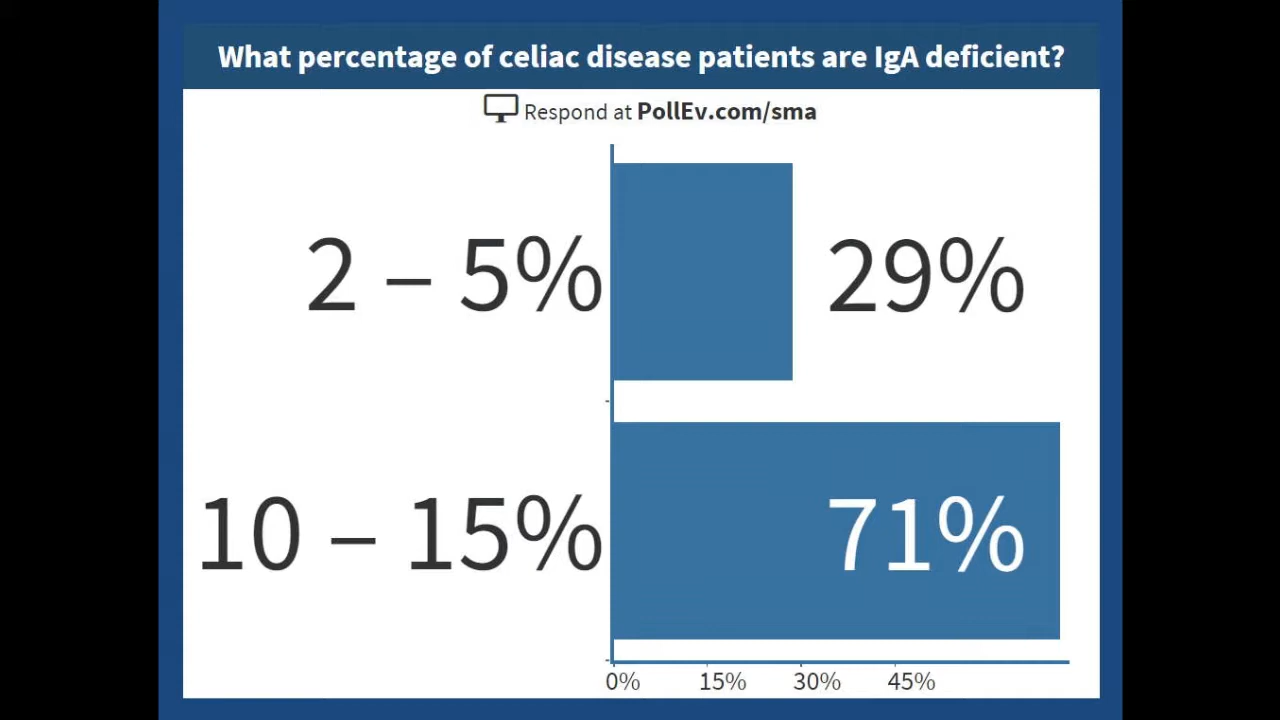 What percentage of celiac disease patients are IgA deficient?
Respond at PollEv.com/sma
2 – 5%
29%
10 – 15%
71%
0% 15% 30% 45%